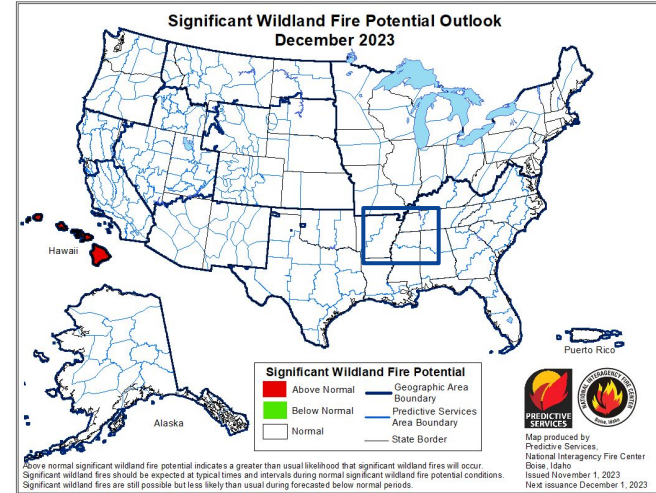 Significant Wildland Fire Potential Outlook
December 2023
Hawaii
Alaska
Puerto Rico
Significant Wildland Fire Potential
Above Normal
Below Normal
Normal
Geographic Area
Boundary
Predictive Services
Area Boundary
State Border
PREDICTIVE
SERVICES
NATIONAL INTERAGENCY FIRE CENTER
Boise, Idaho
Map produced by
Predictive Services,
National Interagency Fire Center
Boise, Idaho
Issued November 1, 2023
Next issuance December 1, 2023
Above normal significant wildland fire potential indicates a greater than usual likelihood that significant wildland fires will occur.
Significant wildland fires should be expected at typical times and intervals during normal significant wildland fire potential conditions.
Significant wildland fires are still possible but less likely than usual during forecasted below normal periods.